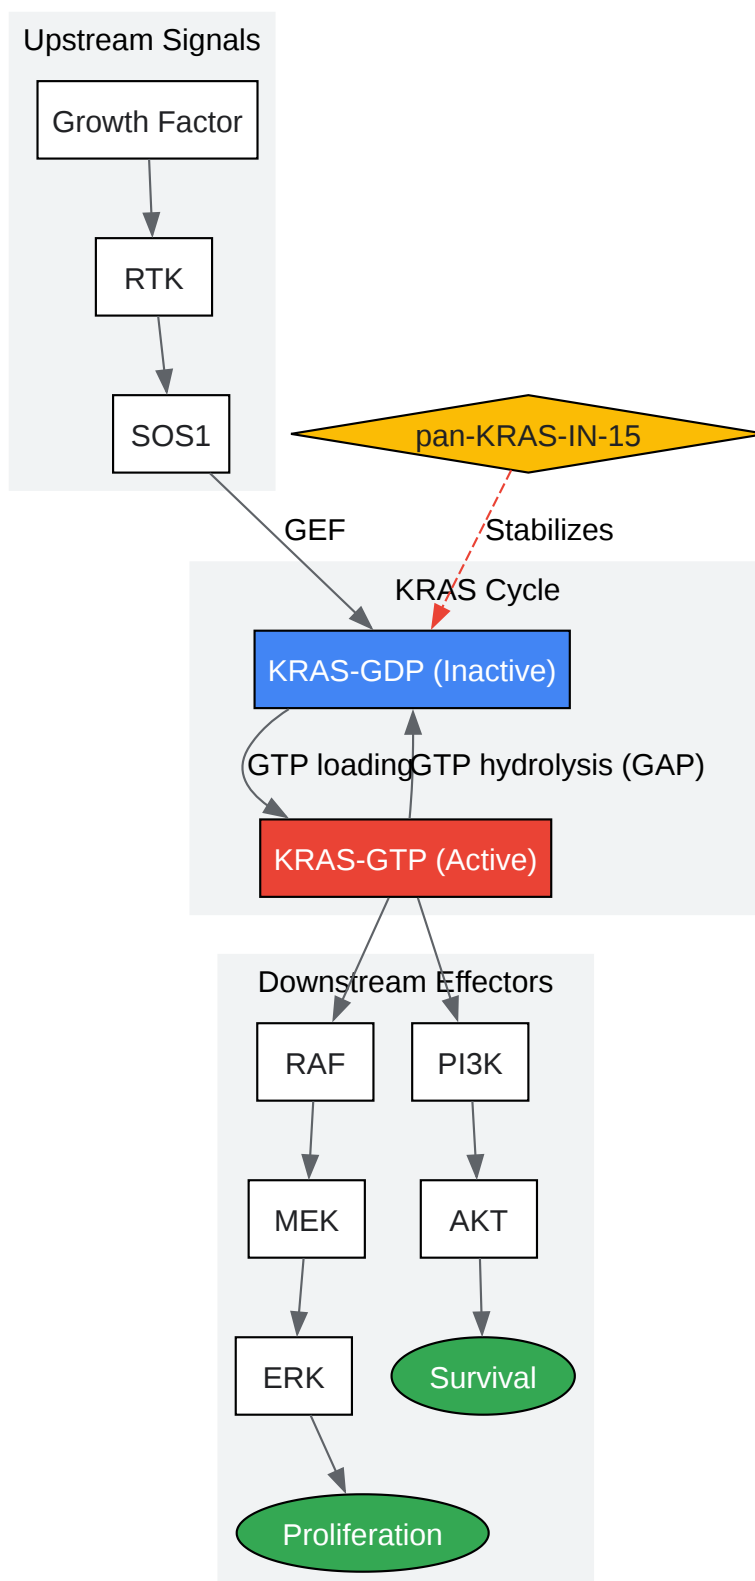 Upstream Signals
Growth Factor
RTK
SOS1
pan-KRAS-IN-15
GEF
Stabilizes
KRAS Cycle
KRAS-GDP (Inactive)
GTP loading
GTP hydrolysis (GAP)
KRAS-GTP (Active)
Downstream Effectors
RAF
PI3K
MEK
AKT
ERK
Survival
Proliferation